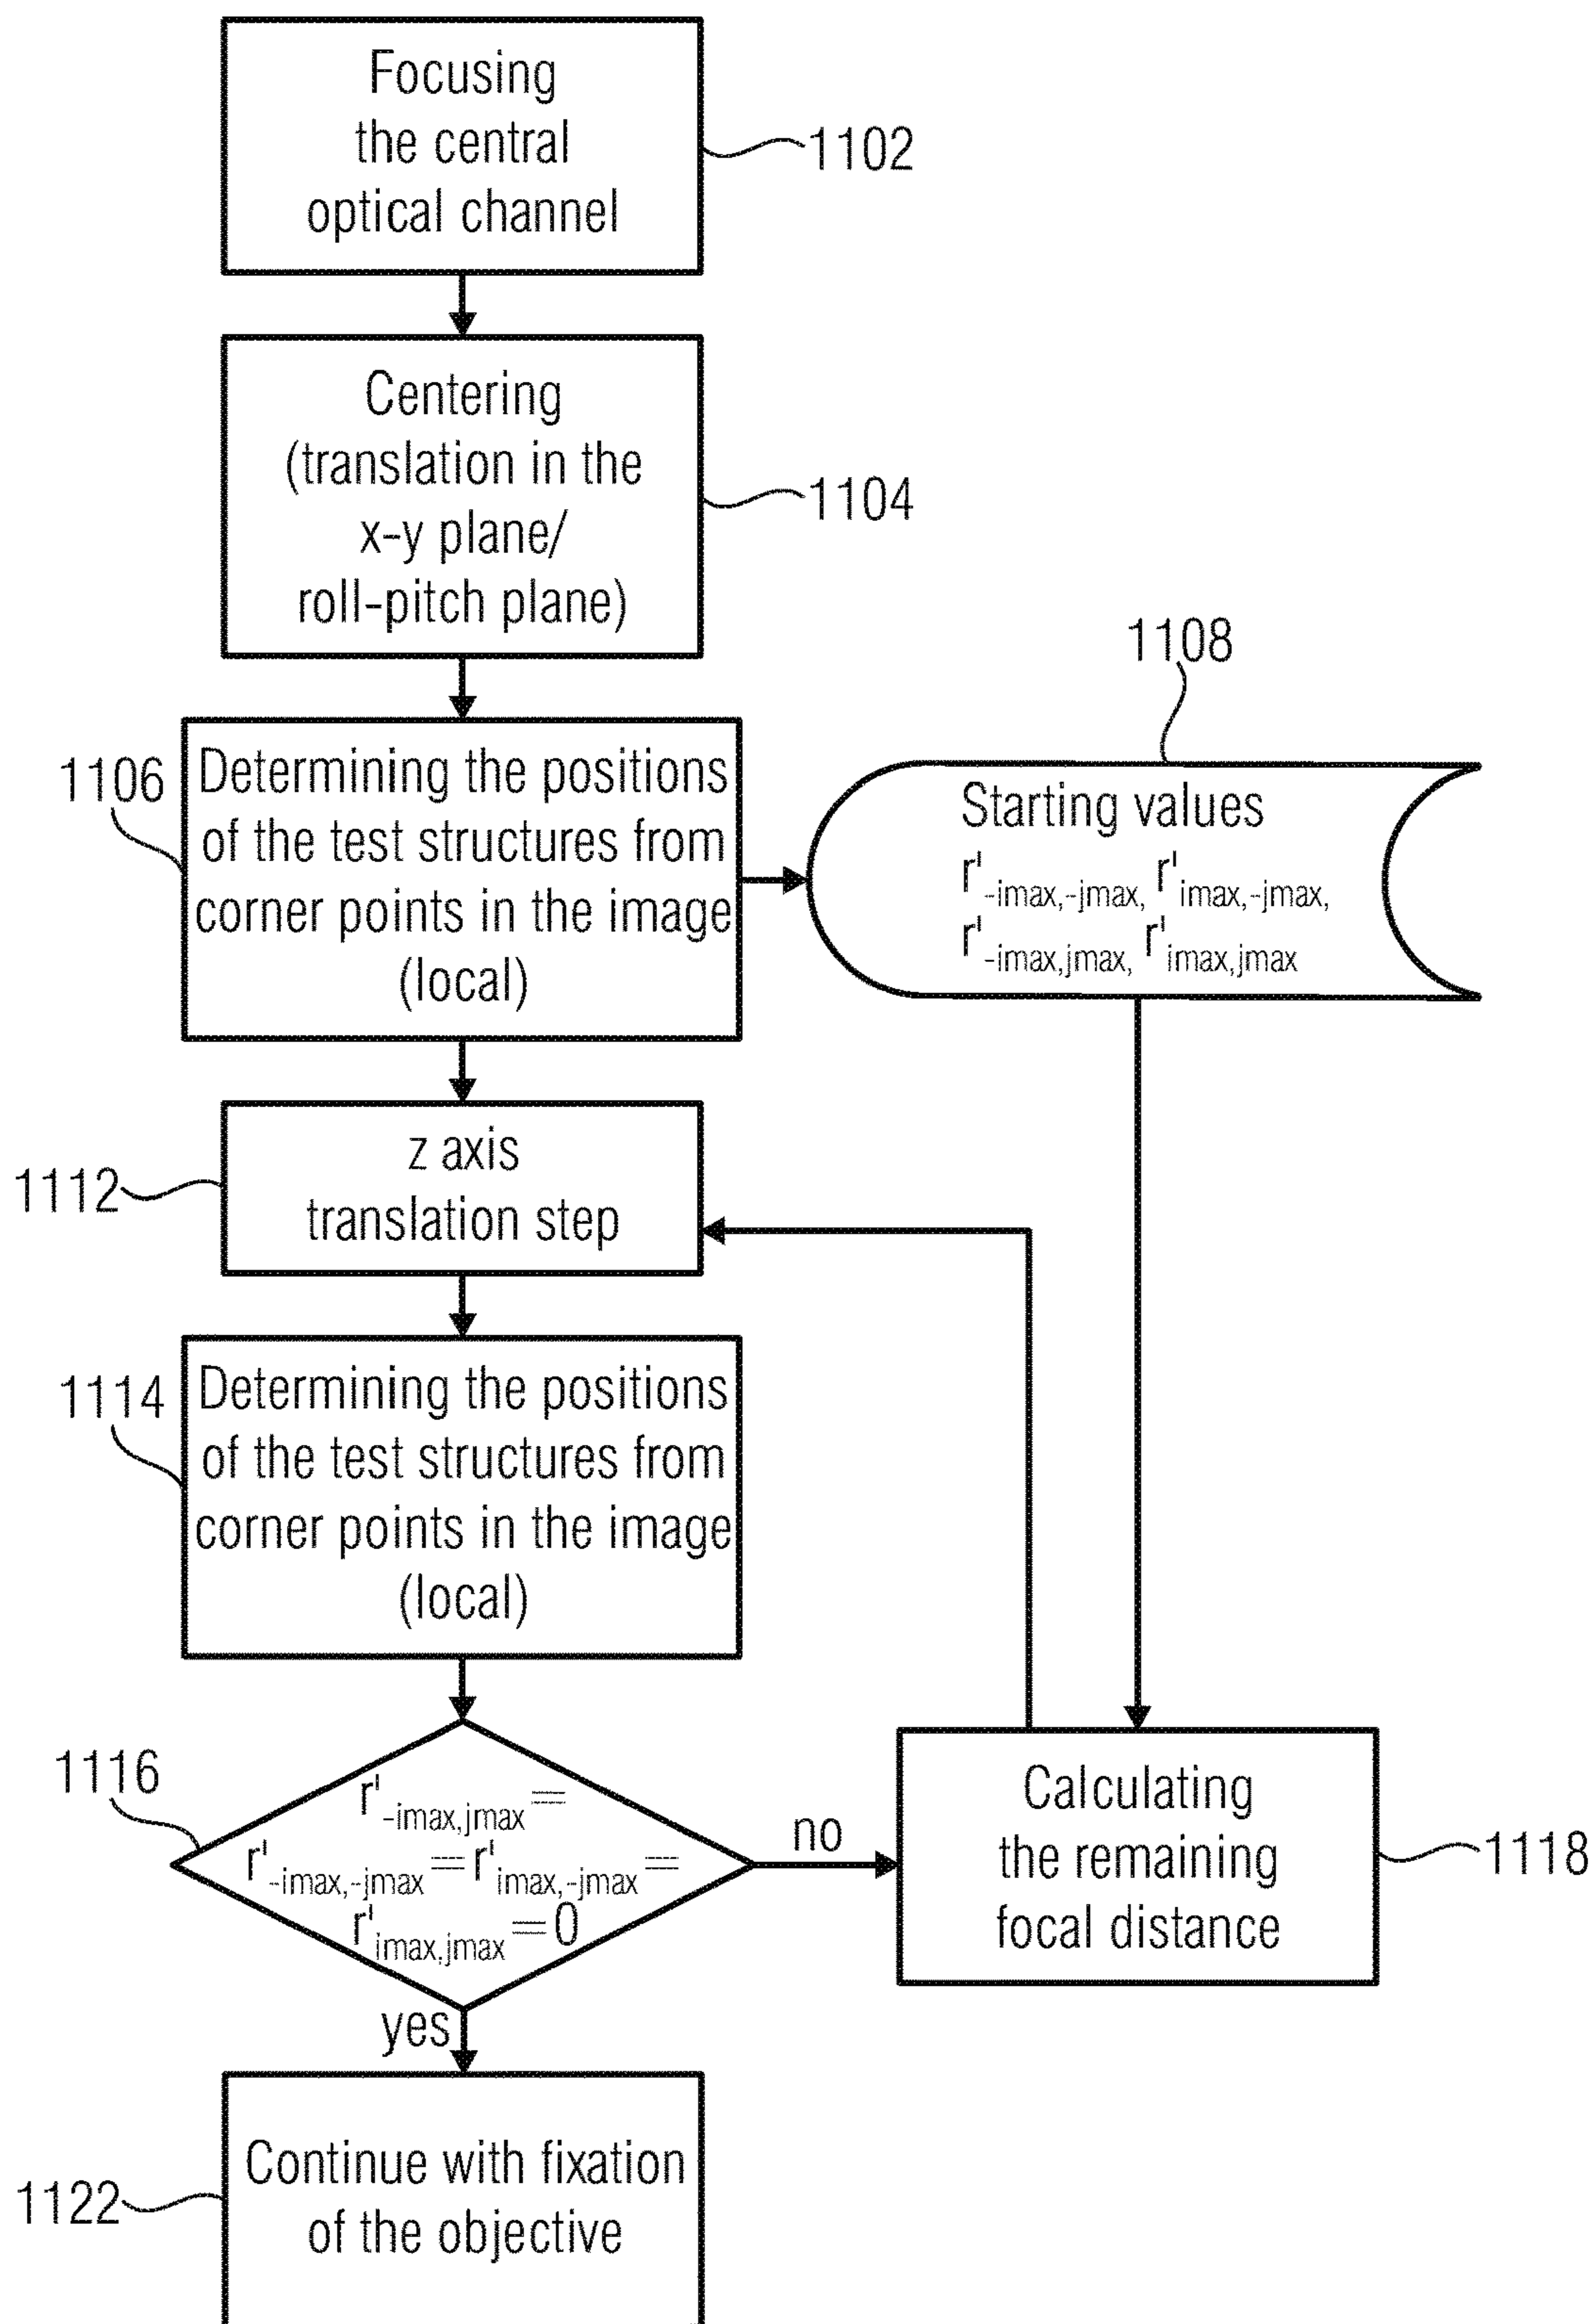 Focusing
the central
optical channel
1102
Centering
(translation in the
x-y plane/
roll-pitch plane)
1104
1106
Determining the positions
of the test structures from
corner points in the image
(local)
1108
Starting values
r'-imax,-jmax, r'imax,-jmax,
r'-imax,jmax, r'imax,jmax
1112
z axis
translation step
1114
Determining the positions
of the test structures from
corner points in the image
(local)
1116
r'-imax,jmax =
r'-imax,-jmax = r'imax,-jmax =
r'imax,jmax = 0
no
yes
Calculating
the remaining
focal distance
1118
1122
Continue with fixation
of the objective